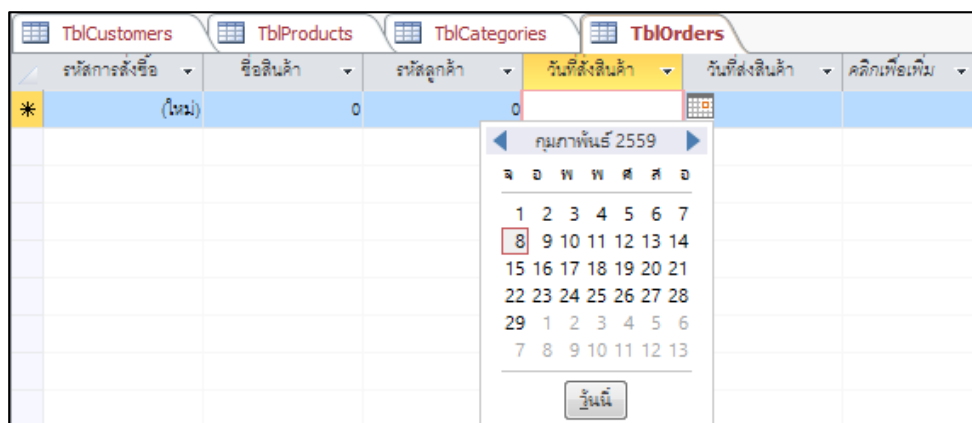 TblCustomers TblProducts TblCategories TblOrders
รหัสการสั่งซื้อ ชื่อสินค้า รหัสลูกค้า วันที่สั่งสินค้า วันที่ส่งสินค้า คลิกเพื่อเพิ่ม
(ใหม่) 0 0
กุมภาพันธ์ 2559
จ อ พ พ ศ ส อ
1 2 3 4 5 6 7
8 9 10 11 12 13 14
15 16 17 18 19 20 21
22 23 24 25 26 27 28
29 1 2 3 4 5 6
7 8 9 10 11 12 13
วันนี้